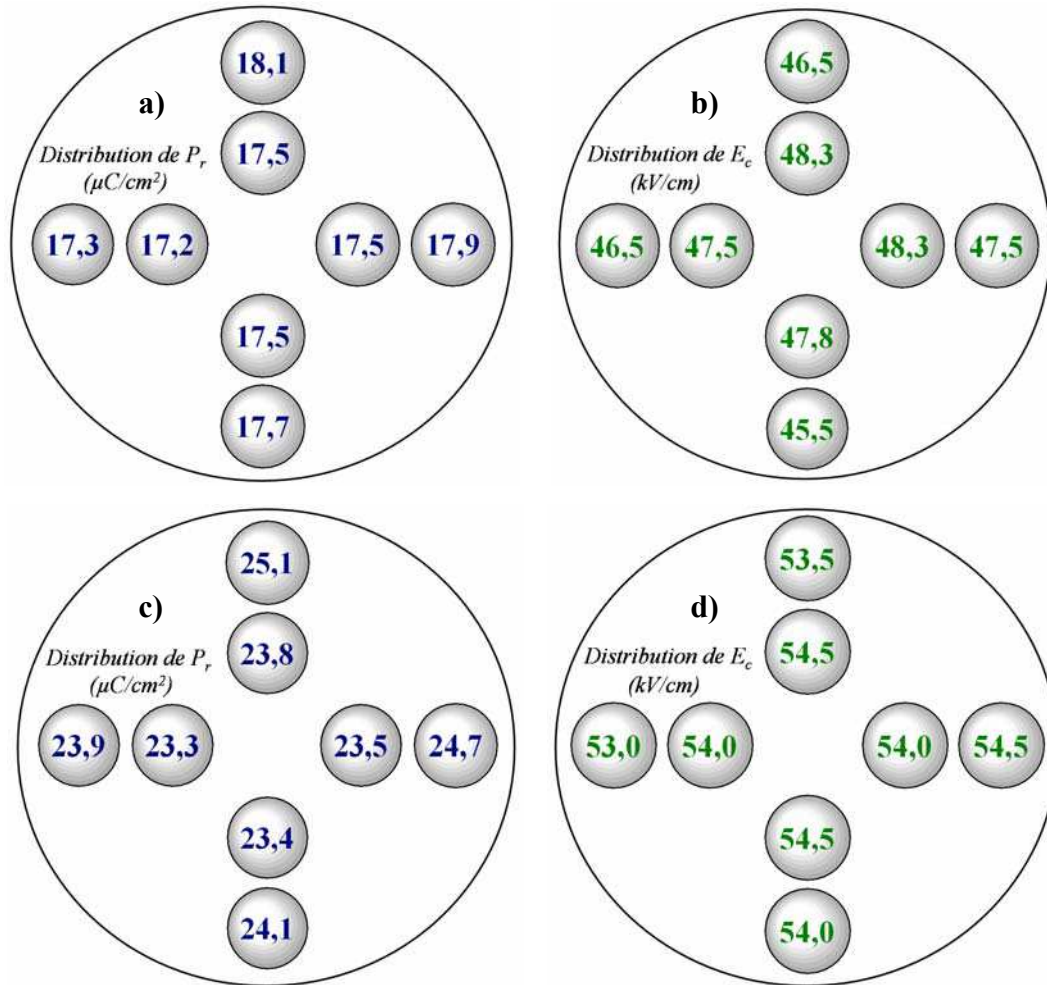 a)
Distribution de Pr
(µC/cm²)
18,1
17,5
17,3 17,2 17,5 17,9
17,5
17,7
b)
Distribution de Ec
(kV/cm)
46,5
48,3
46,5 47,5 48,3 47,5
47,8
45,5
c)
Distribution de Pr
(µC/cm²)
25,1
23,8
23,9 23,3 23,5 24,7
23,4
24,1
d)
Distribution de Ec
(kV/cm)
53,5
54,5
53,0 54,0 54,0 54,5
54,5
54,0